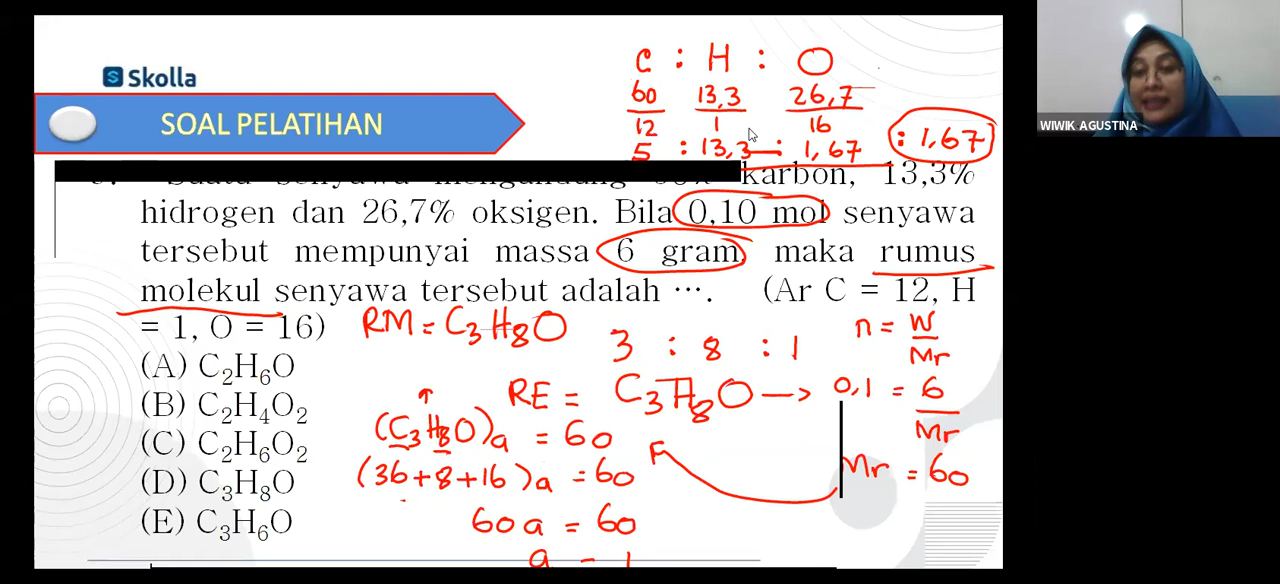 C : H : O
60/12 13,3/1 26,7/16
5 : 13,3 : 1,67 : 1,67
WIWIK AGUSTINA
Skolla
SOAL PELATIHAN
karbon, 13,3%
hidrogen dan 26,7% oksigen. Bila 0,10 mol senyawa
tersebut mempunyai massa 6 gram, maka rumus
molekul senyawa tersebut adalah …. (Ar C = 12, H
= 1, O = 16)
RM = C₃H₈O
3 : 8 : 1
n = W/Mr
(A) C₂H₆O
RE = C₃H₈O → 0,1 = 6/Mr
(B) C₂H₄O₂
(C₃H₈O)a = 60
(C) C₂H₆O₂
(36+8+16)a = 60
Mr = 60
(D) C₃H₈O
(E) C₃H₆O
60a = 60
a = 1